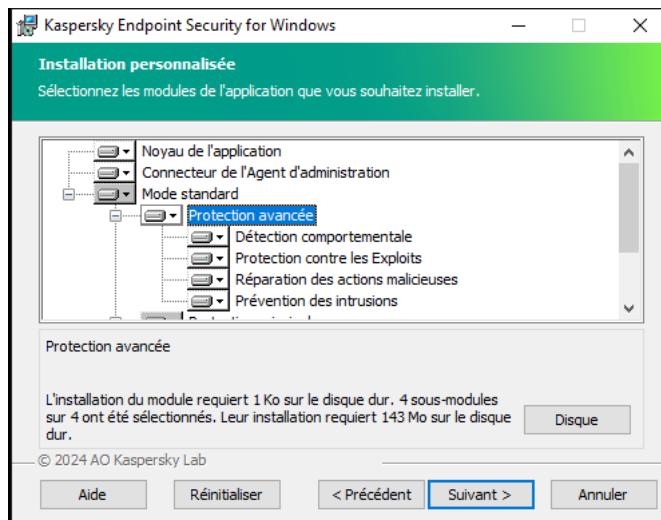 Kaspersky Endpoint Security for Windows
Installation personnalisée
Sélectionnez les modules de l'application que vous souhaitez installer.
Noyau de l'application
Connecteur de l'Agent d'administration
Mode standard
Protection avancée
Détection comportementale
Protection contre les Exploits
Réparation des actions malicieuses
Prévention des intrusions
Protection avancée
L'installation du module requiert 1 Ko sur le disque dur. 4 sous-modules
sur 4 ont été sélectionnés. Leur installation requiert 143 Mo sur le disque
dur.
Disque
© 2024 AO Kaspersky Lab
Aide
Réinitialiser
< Précédent
Suivant >
Annuler